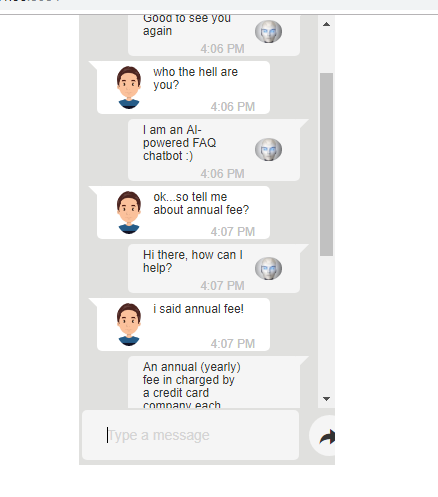 Good to see you
again
4:06 PM
who the hell are
you?
4:06 PM
I am an AI-
powered FAQ
chatbot :)
4:06 PM
ok...so tell me
about annual fee?
4:07 PM
Hi there, how can I
help?
4:07 PM
i said annual fee!
4:07 PM
An annual (yearly)
fee in charged by
a credit card
company each
Type a message